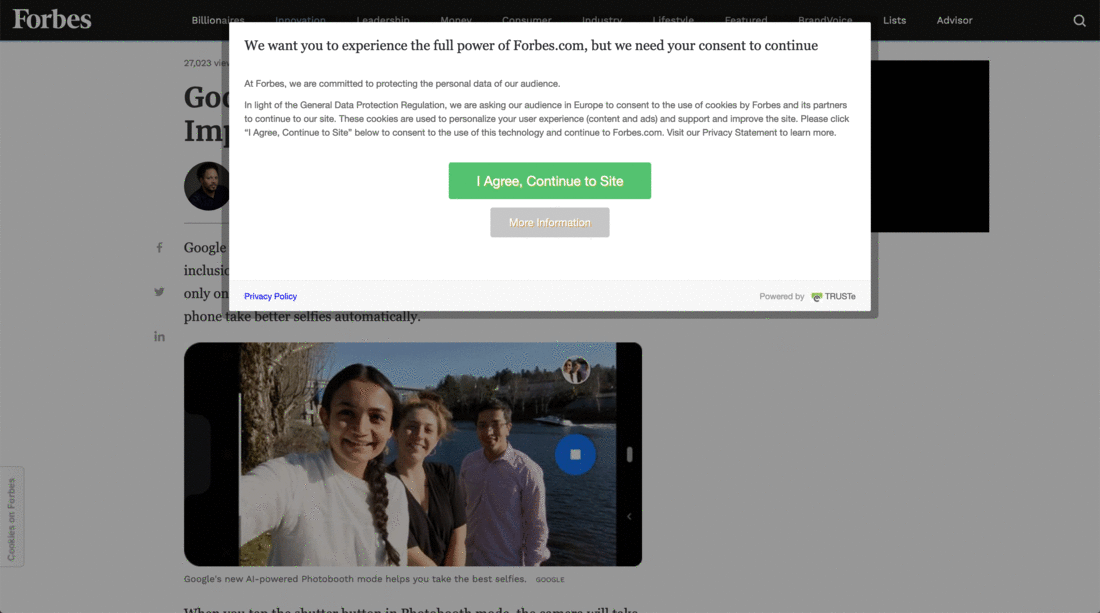 Forbes
Billionaires Innovation Leadership Money Consumer Industry Lifestyle Featured BrandVoice Lists Advisor
We want you to experience the full power of Forbes.com, but we need your consent to continue
27,023
At Forbes, we are committed to protecting the personal data of our audience.
In light of the General Data Protection Regulation, we are asking our audience in Europe to consent to the use of cookies by Forbes and its partners
to continue to our site. These cookies are used to personalize your user experience (content and ads) and support and improve the site. Please click
"I Agree, Continue to Site" below to consent to the use of this technology and continue to Forbes.com. Visit our Privacy Statement to learn more.
I Agree, Continue to Site
More Information
Privacy Policy
Powered by TRUSTe
Google
only on
phone take better selfies automatically.
Cookies on Forbes
Google's new AI-powered Photobooth mode helps you take the best selfies. GOOGLE
When you tap the shutter button in Photobooth mode, the camera will take